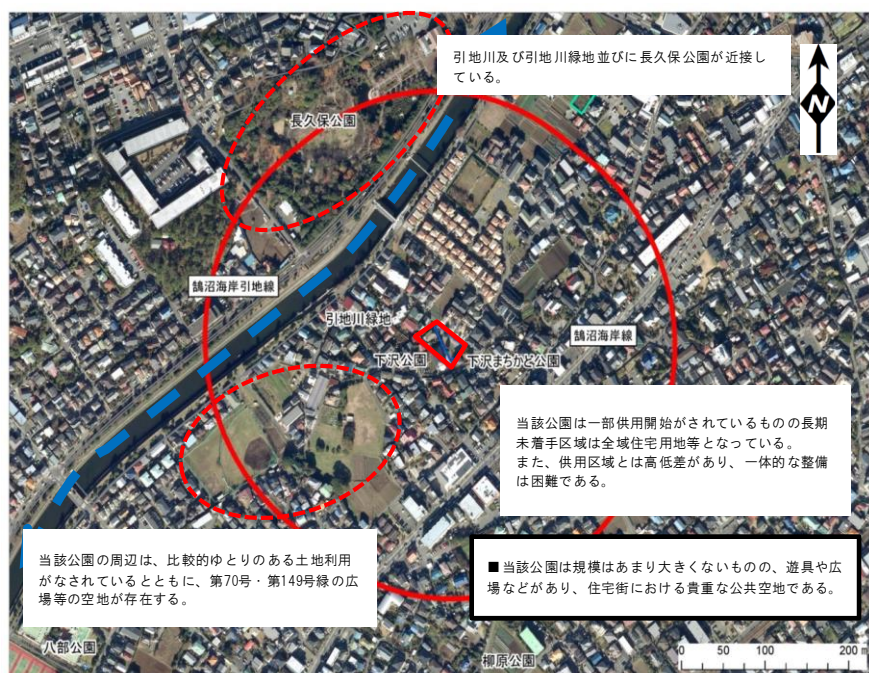 引地川及び引地川緑地並びに長久保公園が近接し
ている。
N
長久保公園
鵠沼海岸引地線
引地川緑地
鵠沼海岸線
下沢公園
下沢まちかど公園
当該公園は一部供用開始がされているものの長期
未着手区域は全域住宅用地等となっている。
また、供用区域とは高低差があり、一体的な整備
は困難である。
当該公園の周辺は、比較的ゆとりのある土地利用
がなされているとともに、第70号・第149号緑の広
場等の空地が存在する。
■当該公園は規模はあまり大きくないものの、遊具や広
場などがあり、住宅街における貴重な公共空地である。
八部公園
柳原公園
0 50 100 200 m